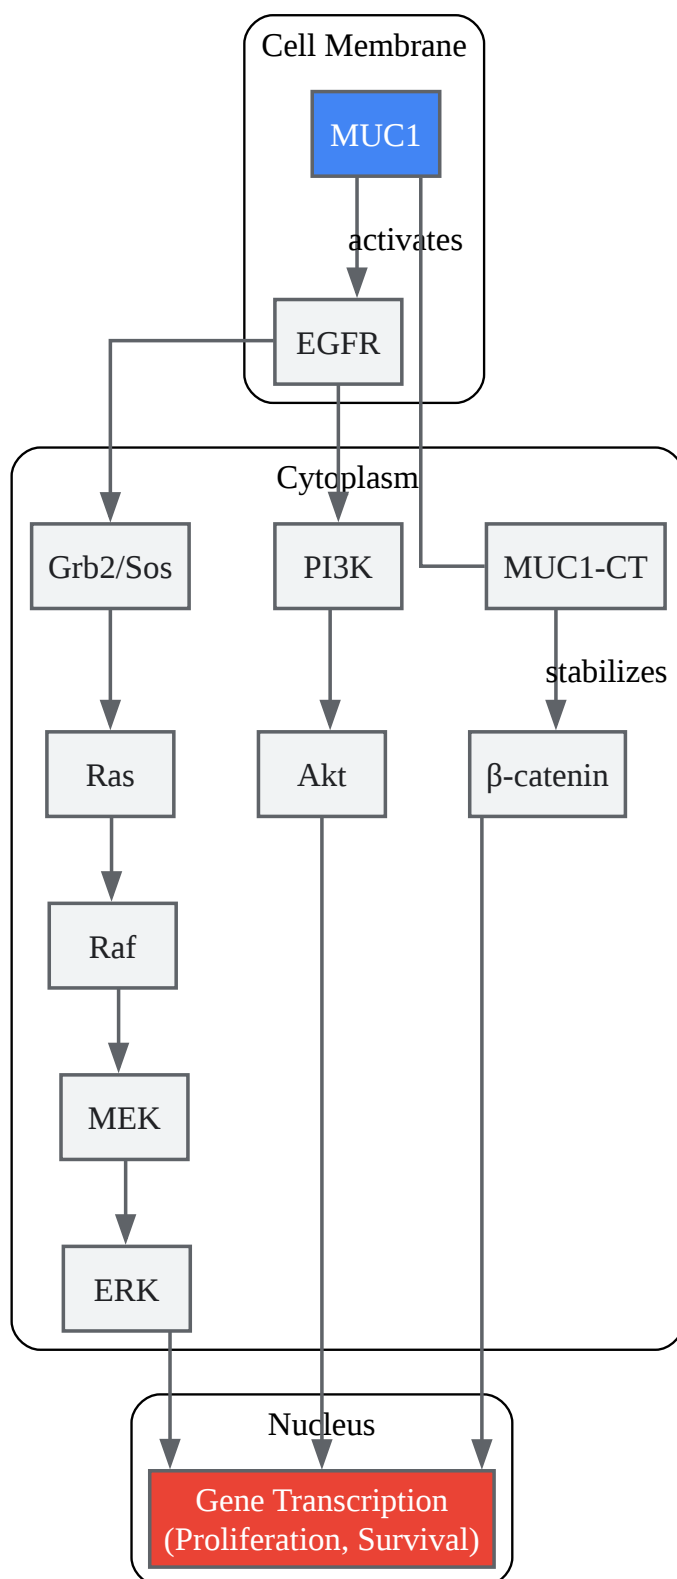 Cell Membrane
MUC1
activates
EGFR
Cytoplasm
Grb2/Sos
PI3K
MUC1-CT
stabilizes
Ras
Akt
β-catenin
Raf
MEK
ERK
Nucleus
Gene Transcription
(Proliferation, Survival)